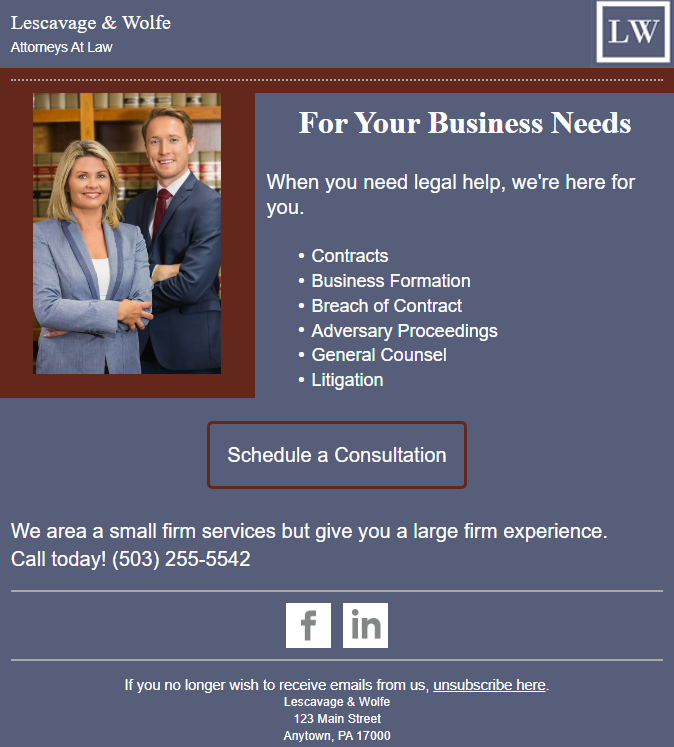 Lescavage & Wolfe
Attorneys At Law
LW
For Your Business Needs
When you need legal help, we're here for
you.
• Contracts
• Business Formation
• Breach of Contract
• Adversary Proceedings
• General Counsel
• Litigation
Schedule a Consultation
We area a small firm services but give you a large firm experience.
Call today! (503) 255-5542
f in
If you no longer wish to receive emails from us, unsubscribe here.
Lescavage & Wolfe
123 Main Street
Anytown, PA 17000